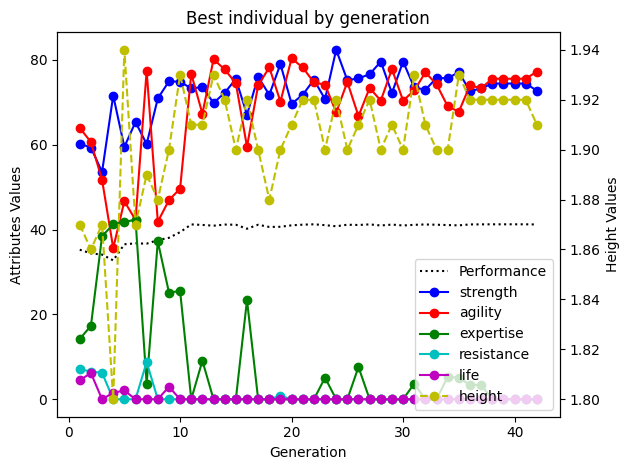 Best individual by generation
Attributes Values
80
60
40
20
0
1.94
1.92
1.90
1.88
1.86
1.84
1.82
1.80
Height Values
Performance
strength
agility
expertise
resistance
life
height
0
10
20
30
40
Generation